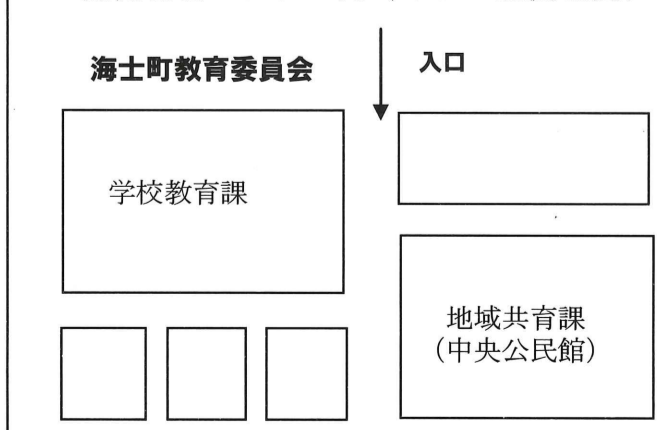 海士町教育委員会
入口
学校教育課
地域共育課
(中央公民館)